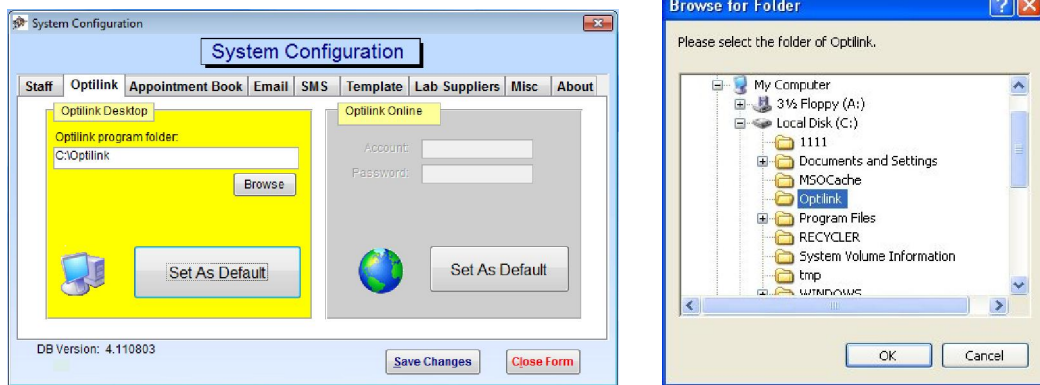 System Configuration
System Configuration
Staff Optilink Appointment Book Email SMS Template Lab Suppliers Misc About
Optilink Desktop
Optilink program folder:
C:\Optilink
Browse
Set As Default
Optilink Online
Account:
Password:
Set As Default
DB Version: 4.110803
Save Changes
Close Form
Browse for Folder
Please select the folder of Optilink.
My Computer
3½ Floppy (A:)
Local Disk (C:)
1111
Documents and Settings
MSOCache
Optilink
Program Files
RECYCLER
System Volume Information
tmp
WINDOWS
OK
Cancel